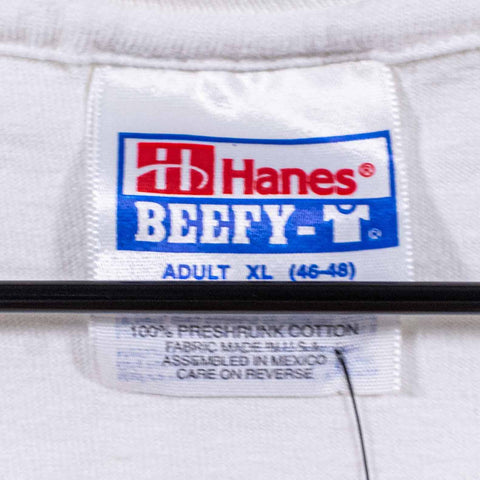 Hanes®
BEEFY-T®
ADULT XL (46-48)
100% PRESHRUNK COTTON
FABRIC MADE IN U.S.A.
ASSEMBLED IN MEXICO
CARE ON REVERSE